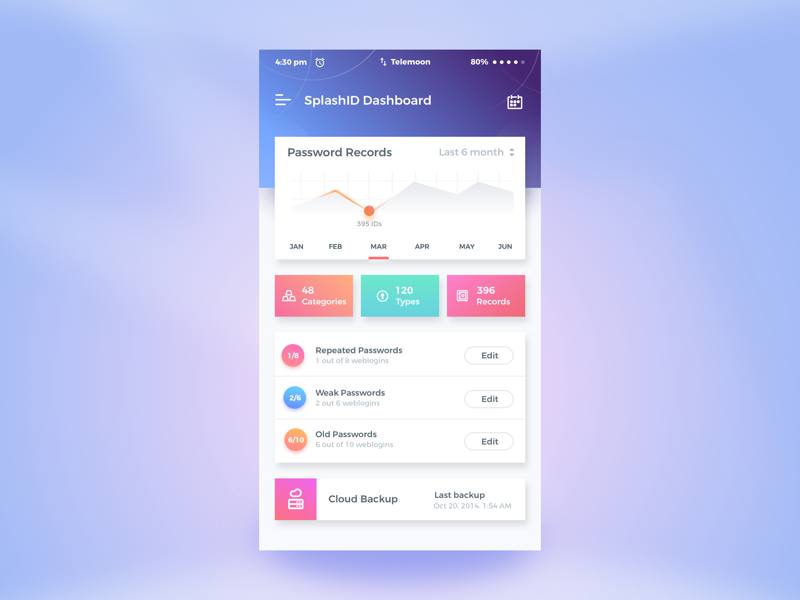 4:30 pm Telemoon 80%
SplashID Dashboard
Password Records Last 6 month
395 IDs
JAN FEB MAR APR MAY JUN
48 120 396
Categories Types Records
1/8 Repeated Passwords Edit
1 out of 8 weblogins
2/6 Weak Passwords Edit
2 out 6 weblogins
6/10 Old Passwords Edit
6 out of 10 weblogins
Cloud Backup Last backup
Oct 20, 2014, 1:54 AM